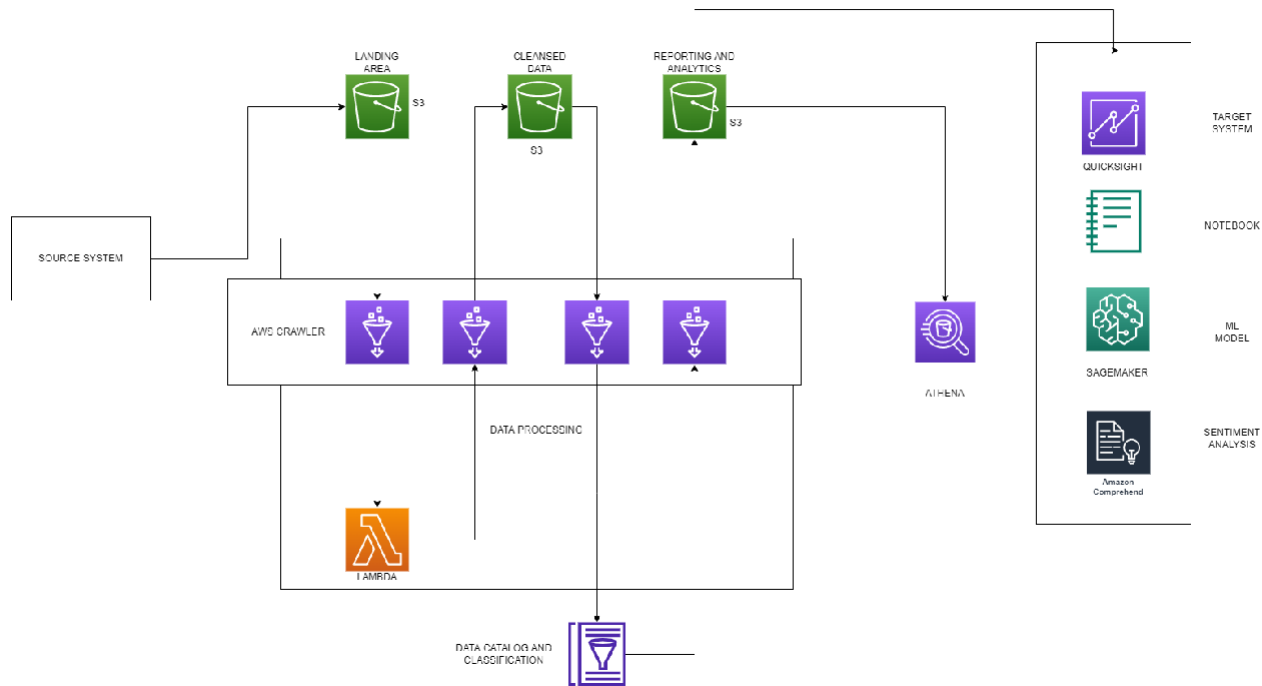 LANDING
AREA
S3
CLEANSED
DATA
S3
REPORTING AND
ANALYTICS
S3
TARGET
SYSTEM
QUICKSIGHT
NOTEBOOK
SOURCE SYSTEM
AWS CRAWLER
ML
MODEL
SAGEMAKER
ATHENA
DATA PROCESSING
SENTIMENT
ANALYSIS
Amazon
Comprehend
LAMBDA
DATA CATALOG AND
CLASSIFICATION